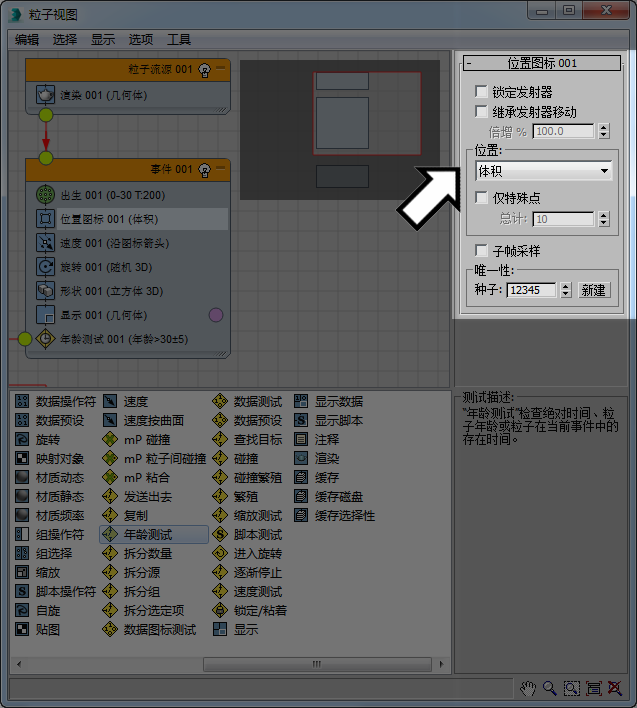 粒子视图
编辑 选择 显示 选项 工具
粒子流源 001
渲染 001 (几何体)
事件 001
出生 001 (0-30 T:200)
位置图标 001 (体积)
速度 001 (沿图标箭头)
旋转 001 (随机 3D)
形状 001 (立方体 3D)
显示 001 (几何体)
年龄测试 001 (年龄>30±5)
- 位置图标 001
锁定发射器
继承发射器移动
倍增 % 100.0
位置:
体积
仅特殊点
总计: 10
子帧采样
唯一性:
种子: 12345 新建
数据操作符 速度 数据测试 显示数据
数据预设 速度按曲面 数据预设 显示脚本
旋转 mP 碰撞 查找目标 注释
映射对象 mP 粒子间碰撞 碰撞 渲染
材质动态 mP 粘合 碰撞繁殖 缓存
材质静态 发送出去 繁殖 缓存磁盘
材质频率 复制 缩放测试 缓存选择性
组操作符 年龄测试 脚本测试
组选择 拆分数量 进入旋转
缩放 拆分源 逐渐停止
脚本操作符 拆分组 速度测试
自旋 拆分选定项 锁定/粘着
贴图 数据图标测试 显示
测试描述:
“年龄测试”检查绝对时间、粒
子年龄或粒子在当前事件中的
存在时间。